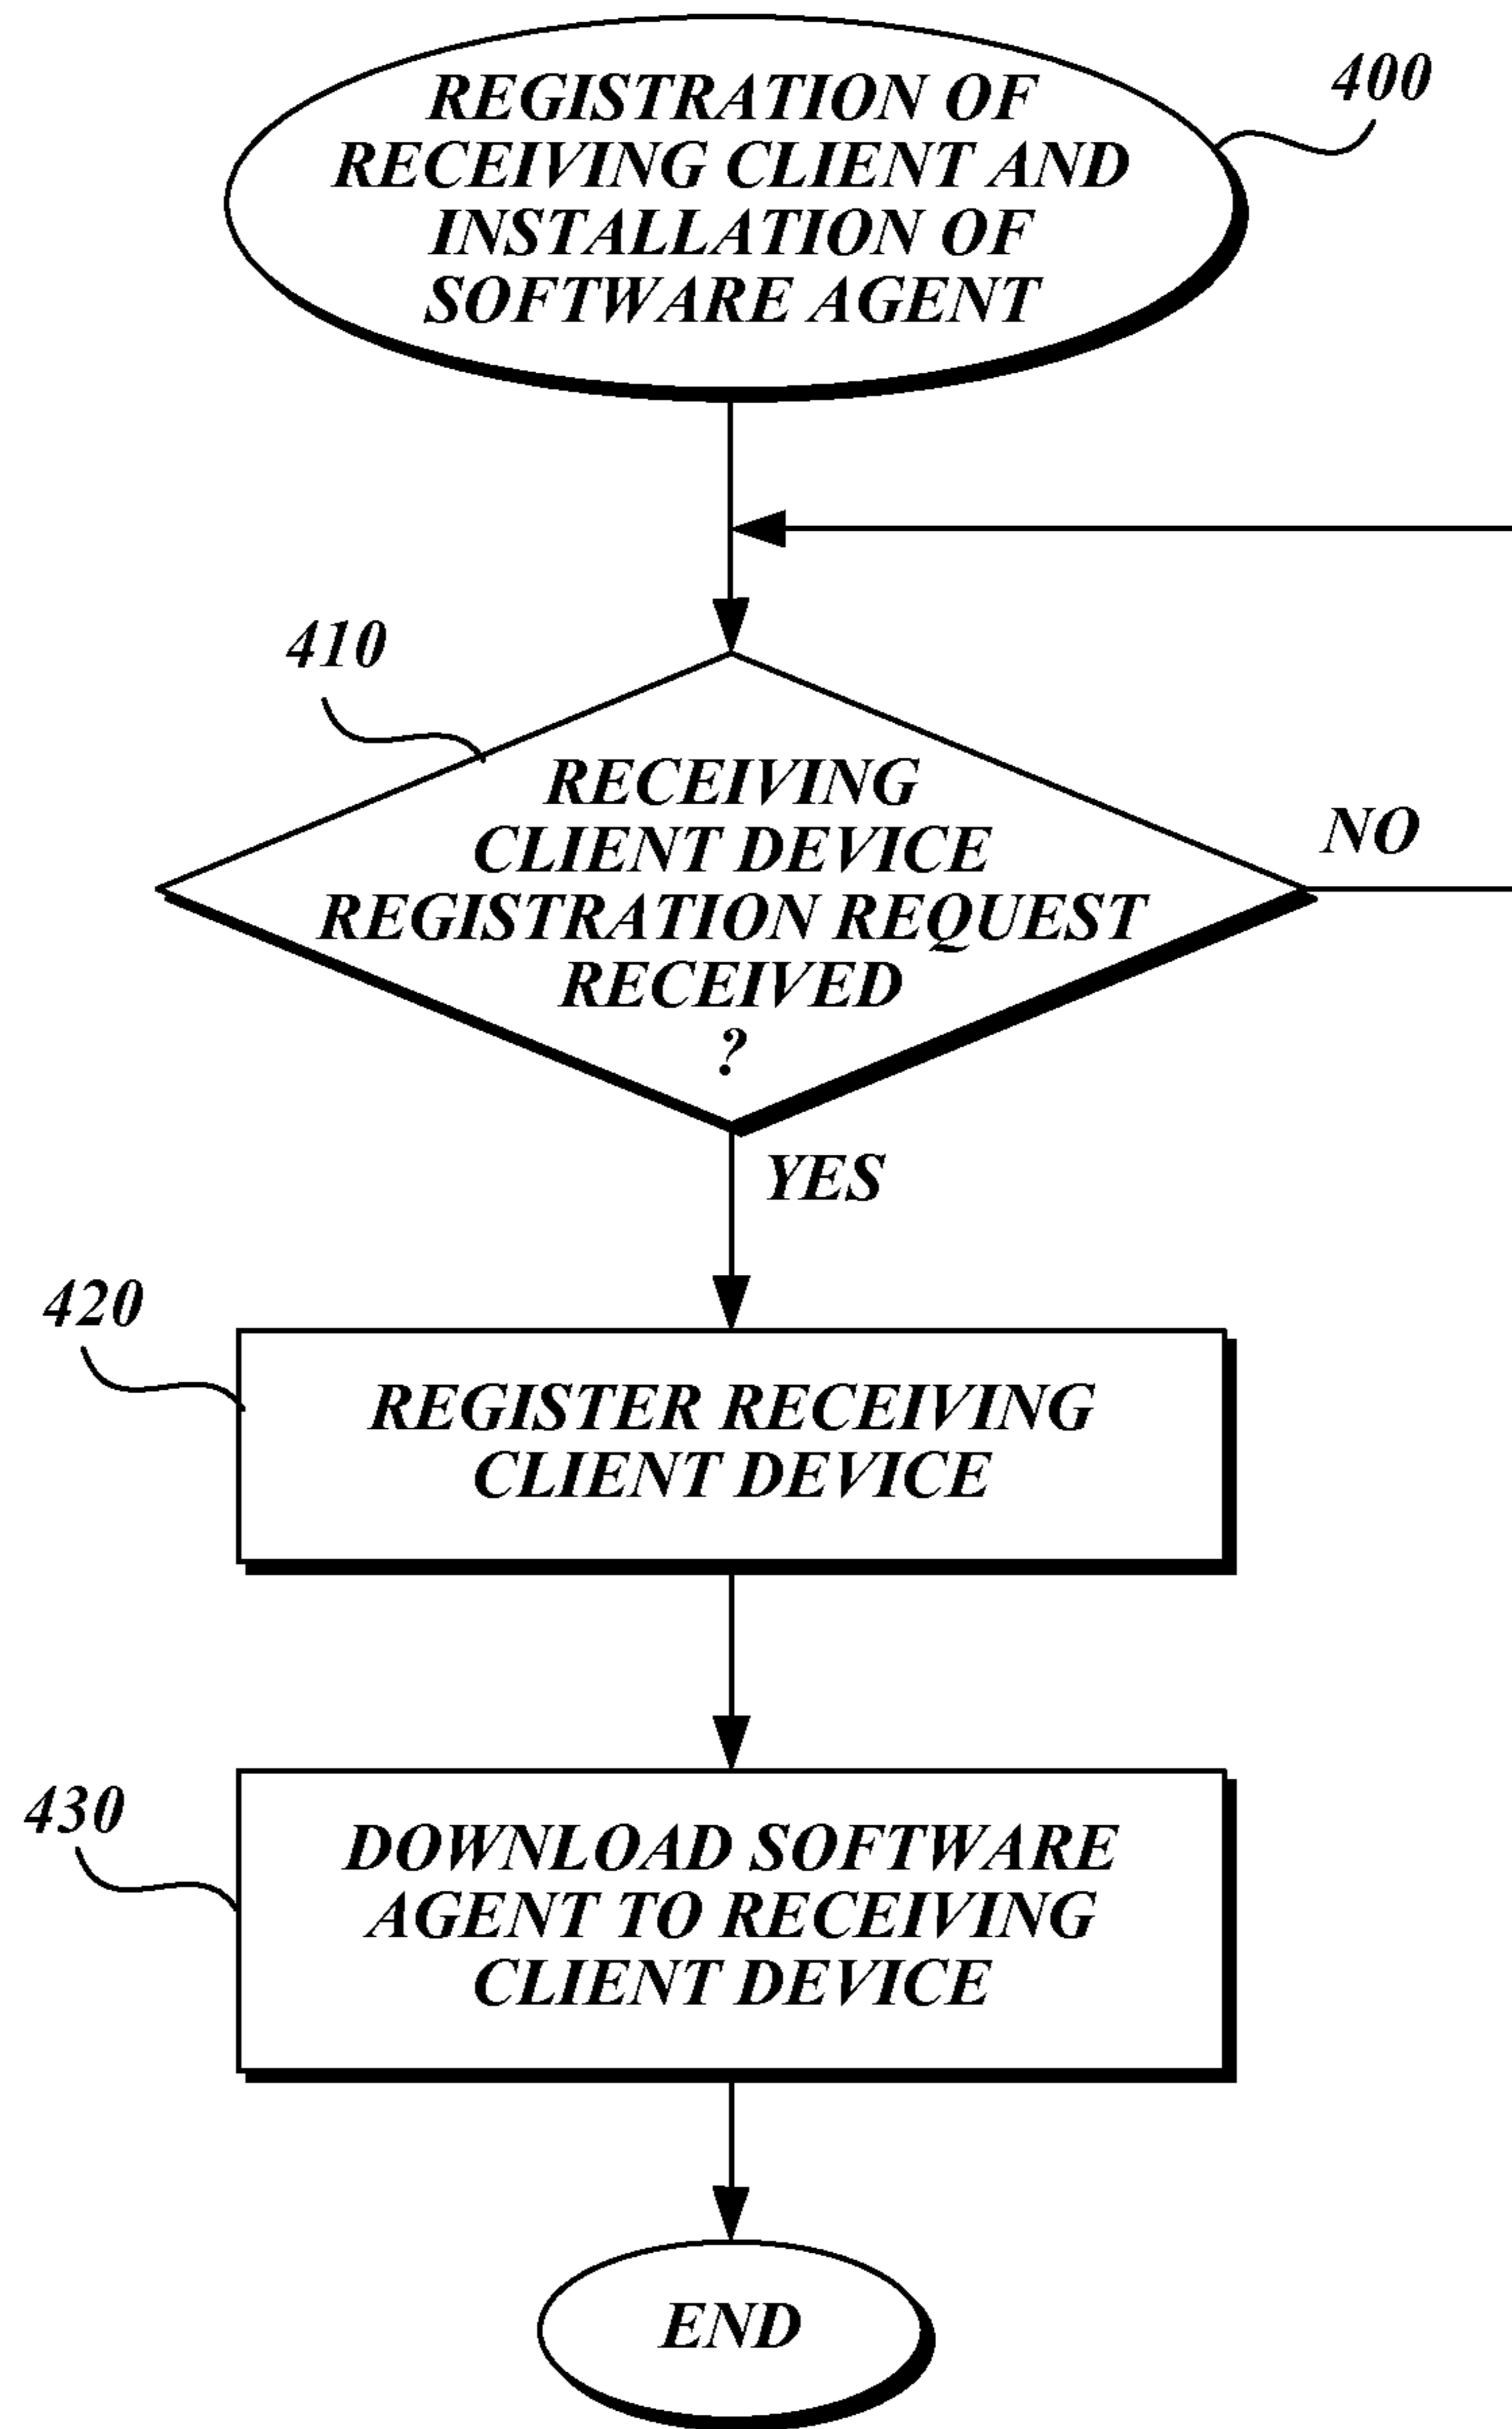 REGISTRATION OF
RECEIVING CLIENT AND
INSTALLATION OF
SOFTWARE AGENT
400
410
RECEIVING
CLIENT DEVICE
REGISTRATION REQUEST
RECEIVED
?
NO
YES
420
REGISTER RECEIVING
CLIENT DEVICE
430
DOWNLOAD SOFTWARE
AGENT TO RECEIVING
CLIENT DEVICE
END